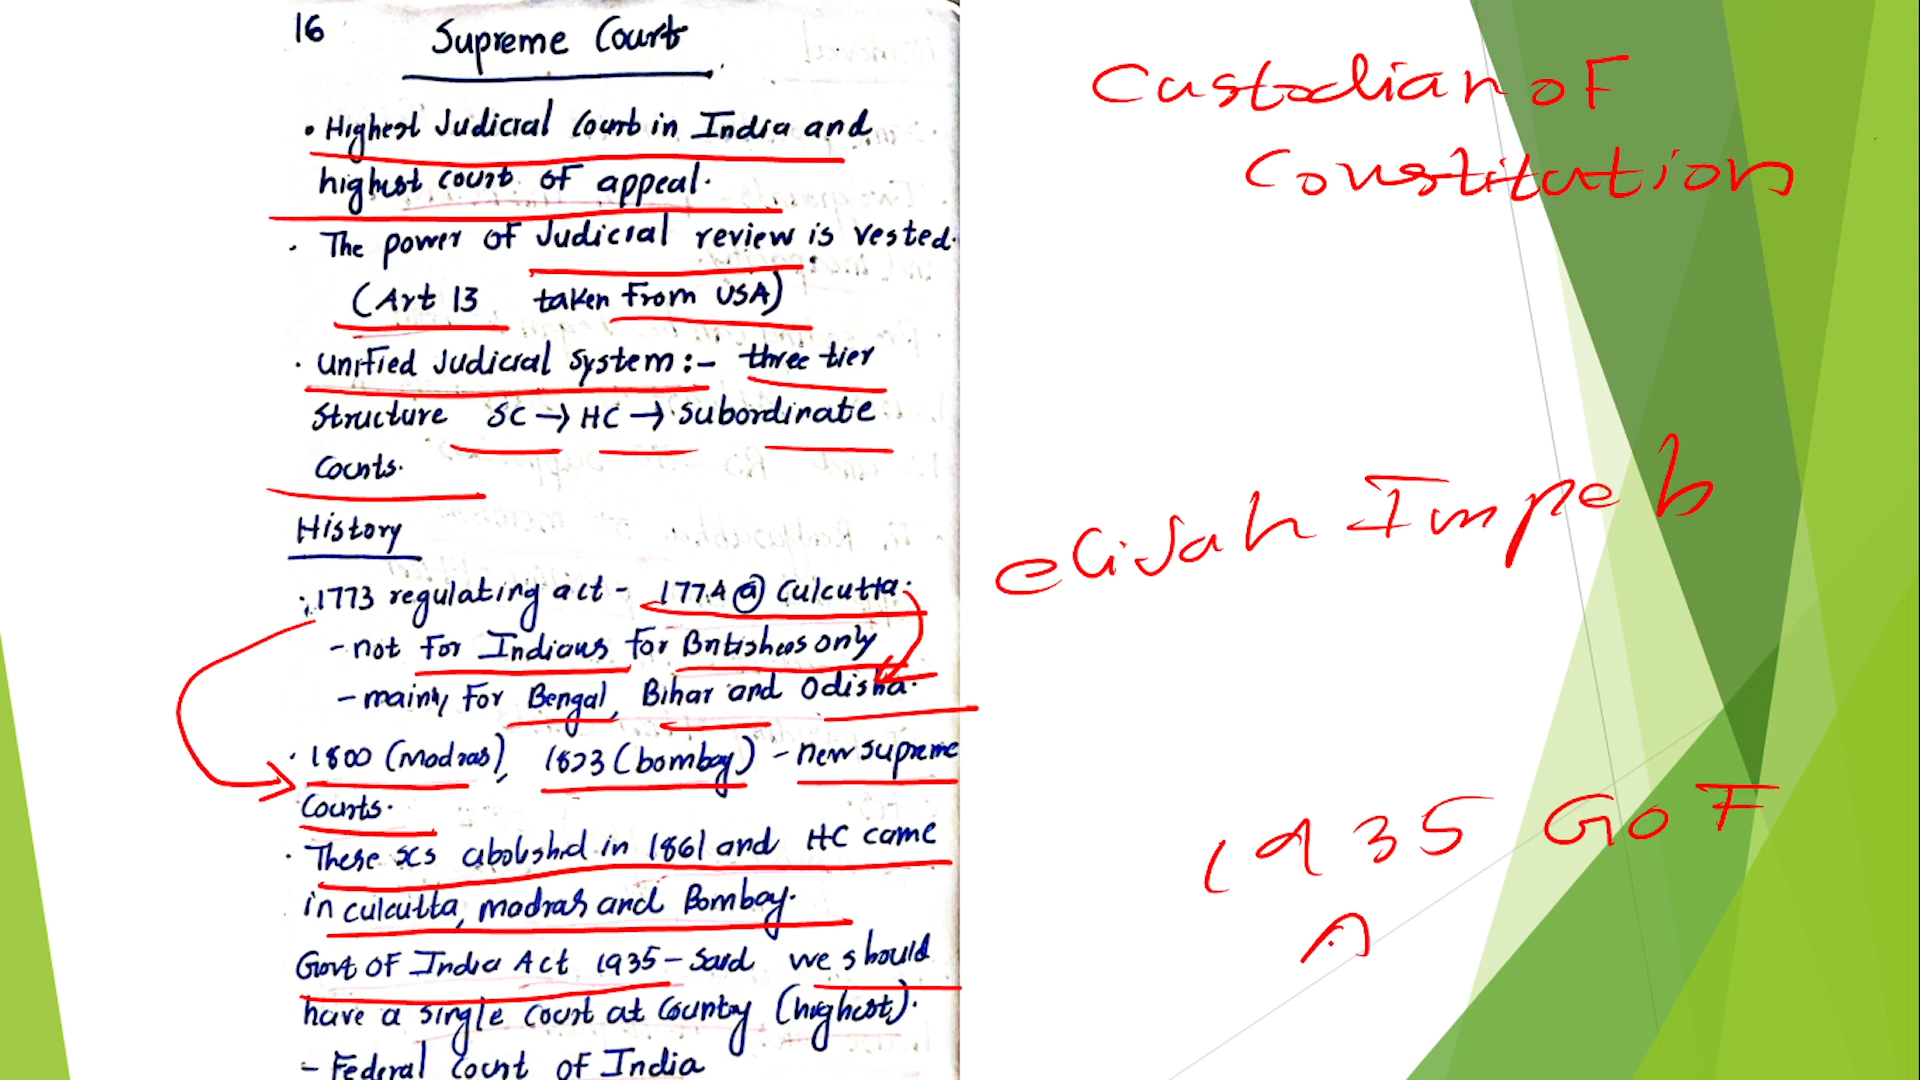 16
Supreme Court
• Highest Judicial Court in India and
highest court of appeal.
. The power of Judicial review is vested.
(Art 13 taken from USA)
. Unified Judicial System :- three tier
Structure SC → HC → Subordinate
Courts.
History
. 1773 regulating act - 1774 @ Culcutta.
- not for Indians for Britishers only
- mainly for Bengal, Bihar and Odisha.
. 1800 (Madras), 1823 (bombay) - new supreme
Courts.
. These SCs abolished in 1861 and HC came
in culcutta, madras and Bombay.
Govt of India Act 1935 - Said we should
have a single court at Country (highest).
- Federal Court of India
Custodian of
Constitution
elijah Impeh
1935 GoF